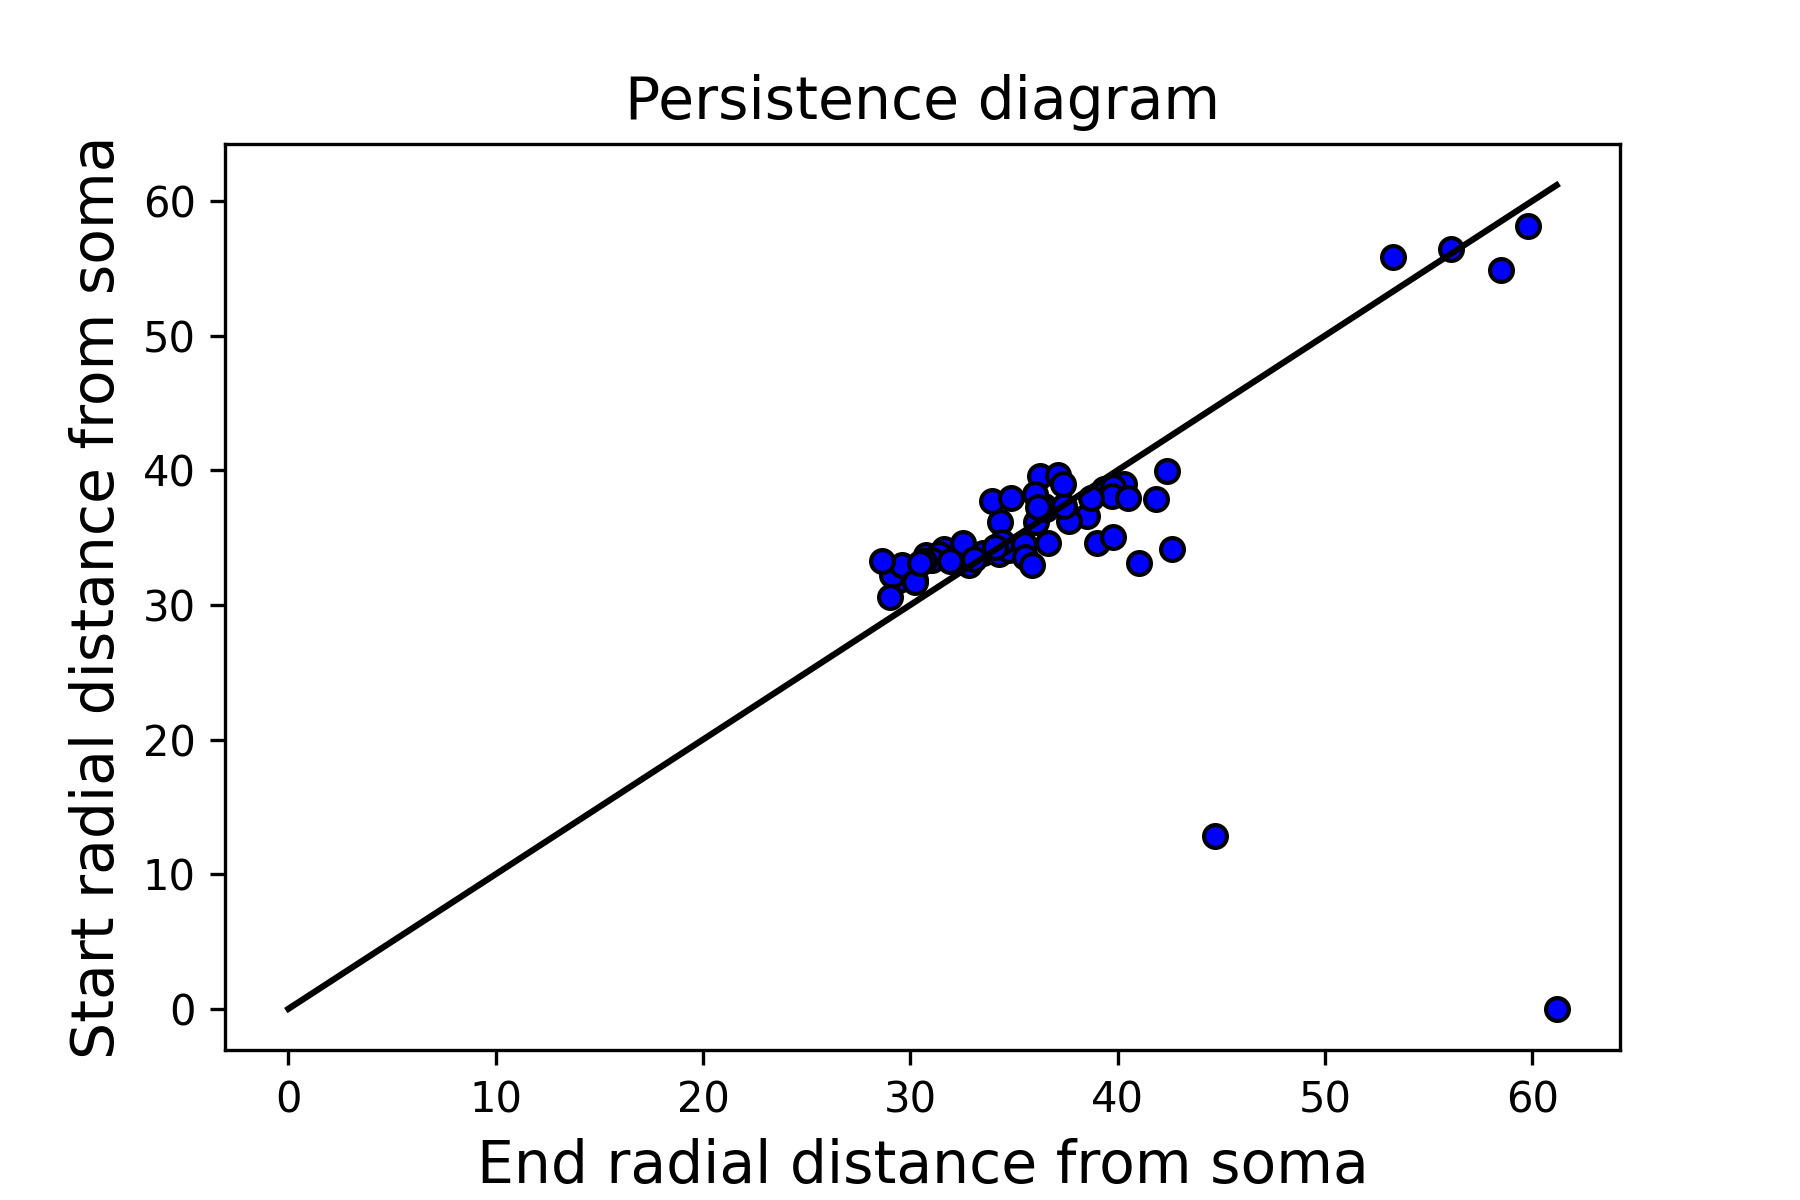 Persistence diagram
Start radial distance from soma
60
50
40
30
20
10
0
0 10 20 30 40 50 60
End radial distance from soma